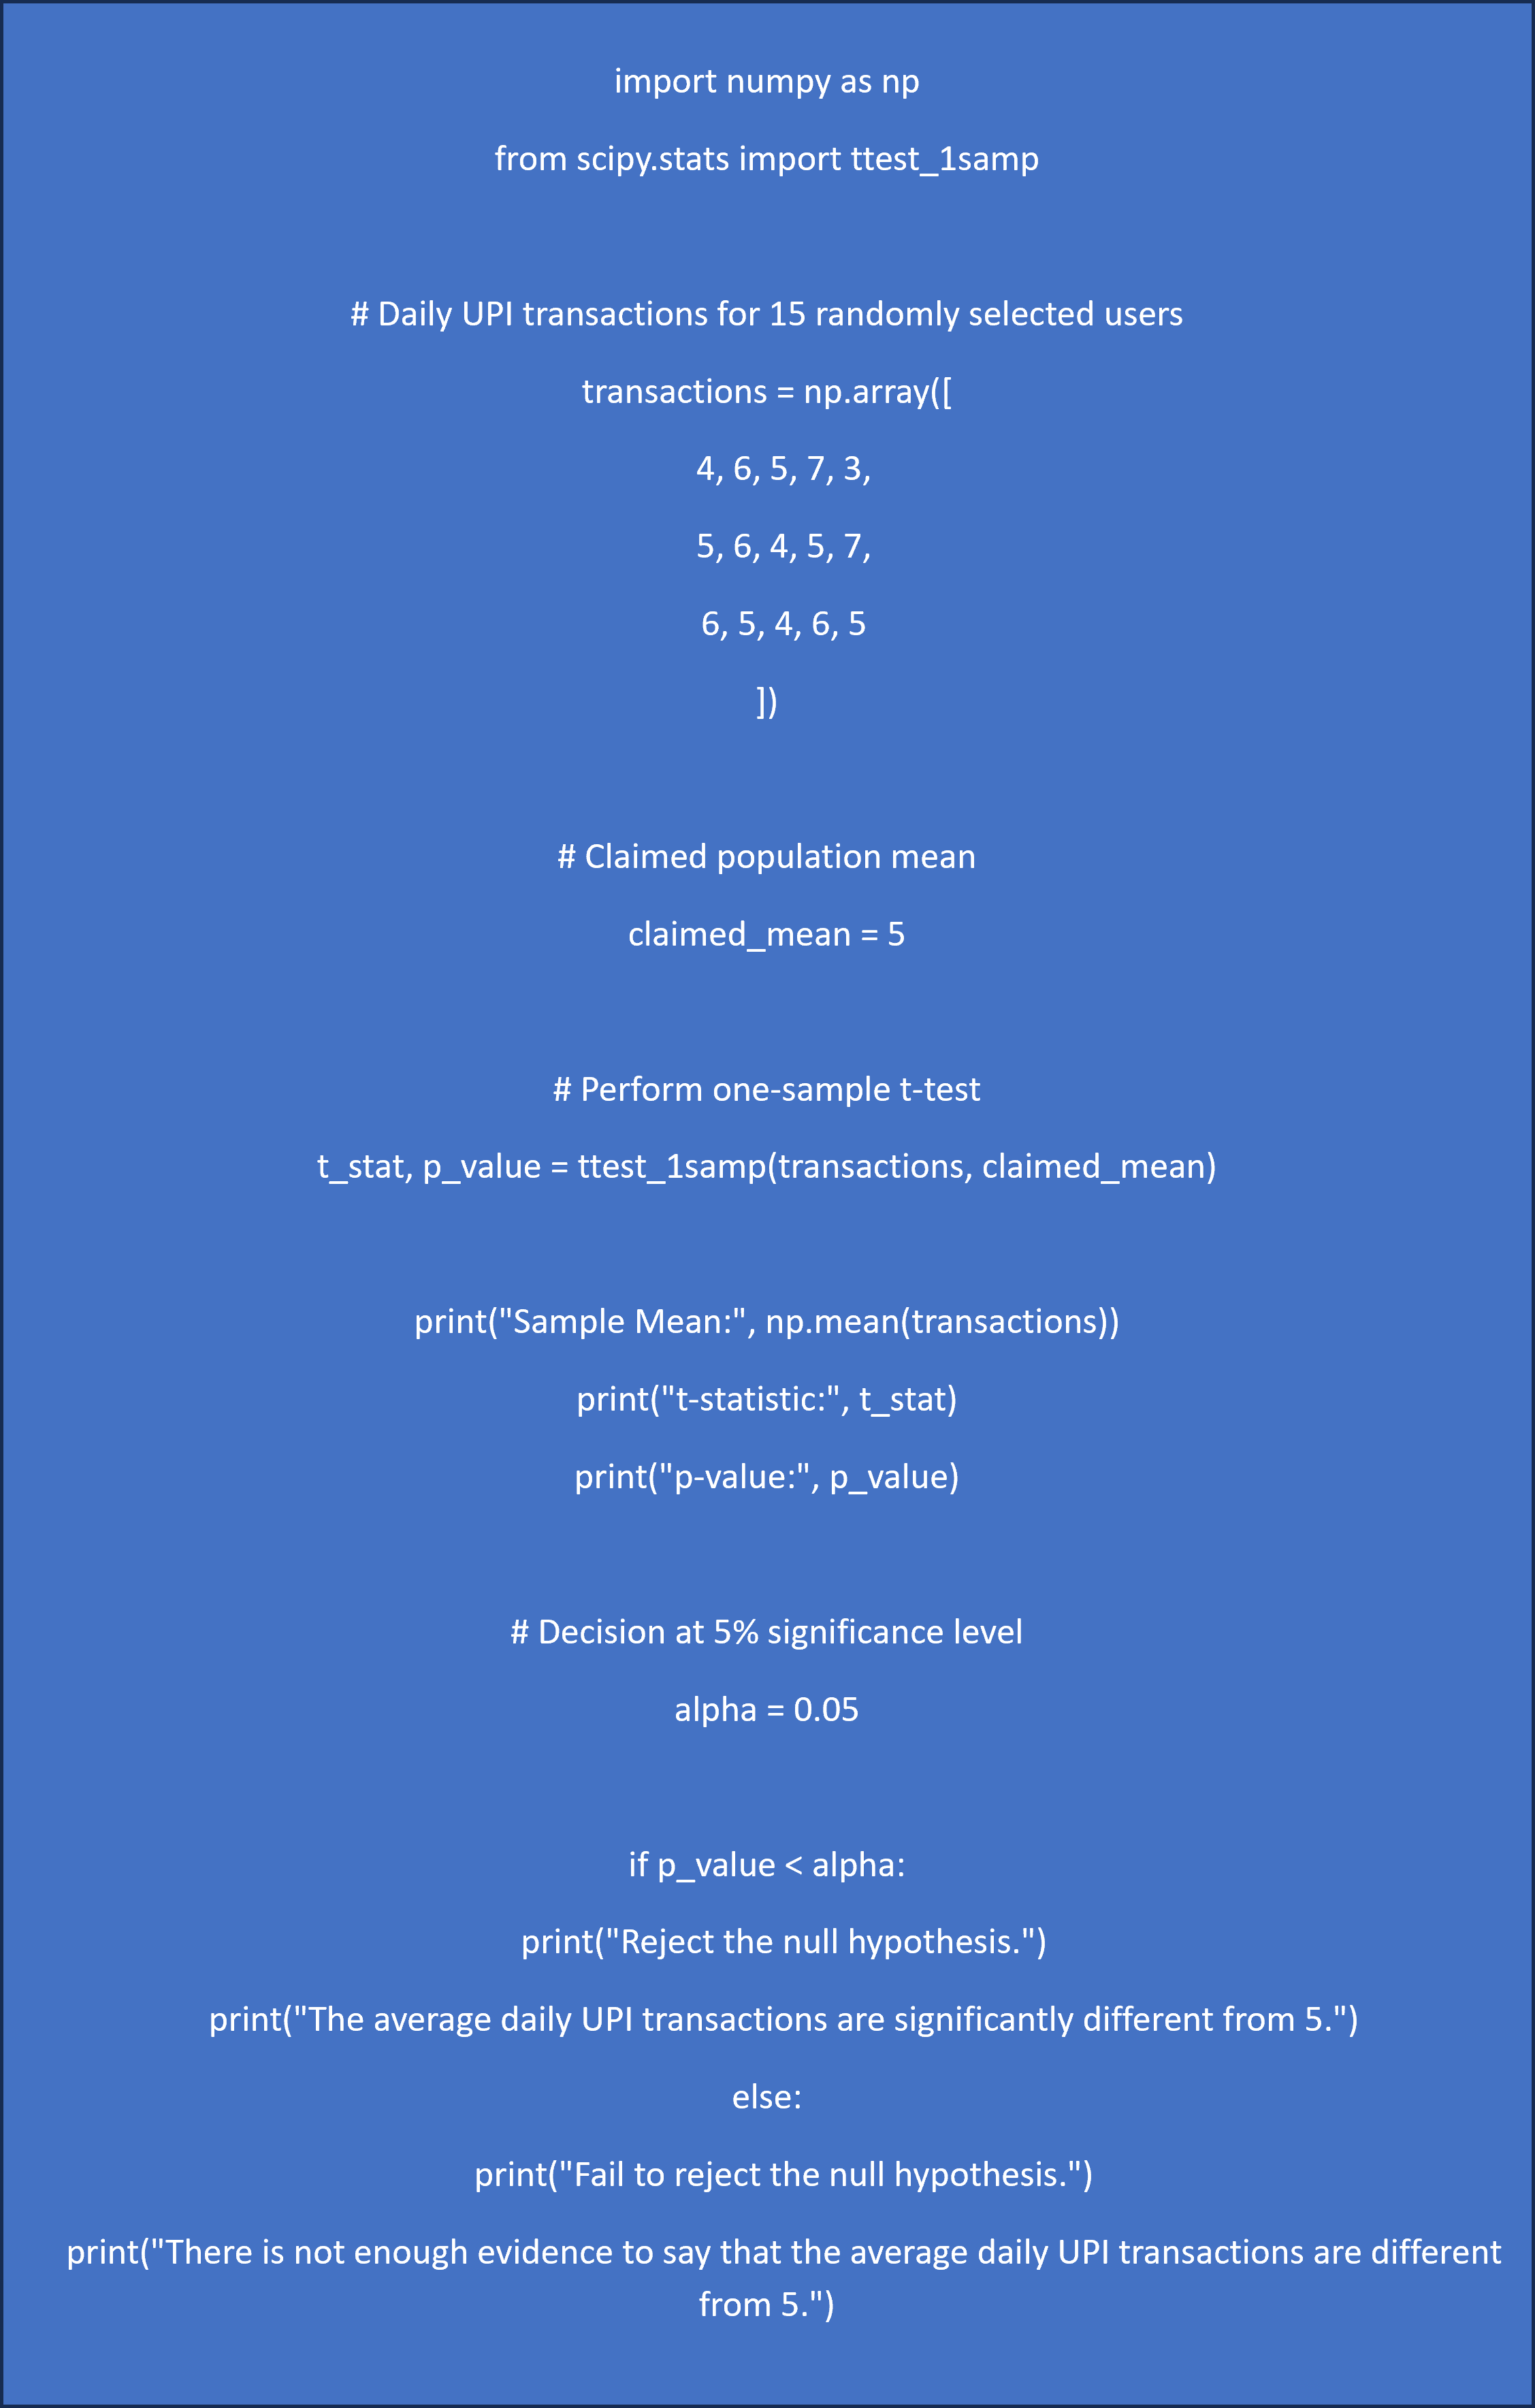 import numpy as np
from scipy.stats import ttest_1samp
# Daily UPI transactions for 15 randomly selected users
transactions = np.array([
4, 6, 5, 7, 3,
5, 6, 4, 5, 7,
6, 5, 4, 6, 5
])
# Claimed population mean
claimed_mean = 5
# Perform one-sample t-test
t_stat, p_value = ttest_1samp(transactions, claimed_mean)
print("Sample Mean:", np.mean(transactions))
print("t-statistic:", t_stat)
print("p-value:", p_value)
# Decision at 5% significance level
alpha = 0.05
if p_value < alpha:
print("Reject the null hypothesis.")
print("The average daily UPI transactions are significantly different from 5.")
else:
print("Fail to reject the null hypothesis.")
print("There is not enough evidence to say that the average daily UPI transactions are different
from 5.")